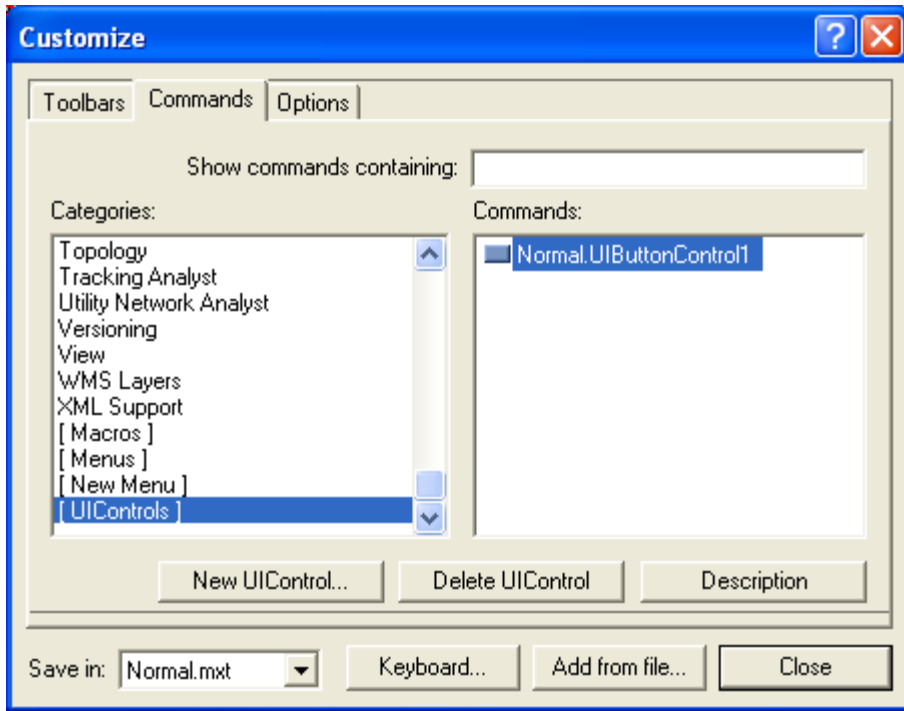 Customize
Toolbars Commands Options
Show commands containing:
Categories: Commands:
Topology Normal.UIButtonControl1
Tracking Analyst
Utility Network Analyst
Versioning
View
WMS Layers
XML Support
[ Macros ]
[ Menus ]
[ New Menu ]
[ UIControls ]
New UIControl... Delete UIControl Description
Save in: Normal.mxt Keyboard... Add from file... Close